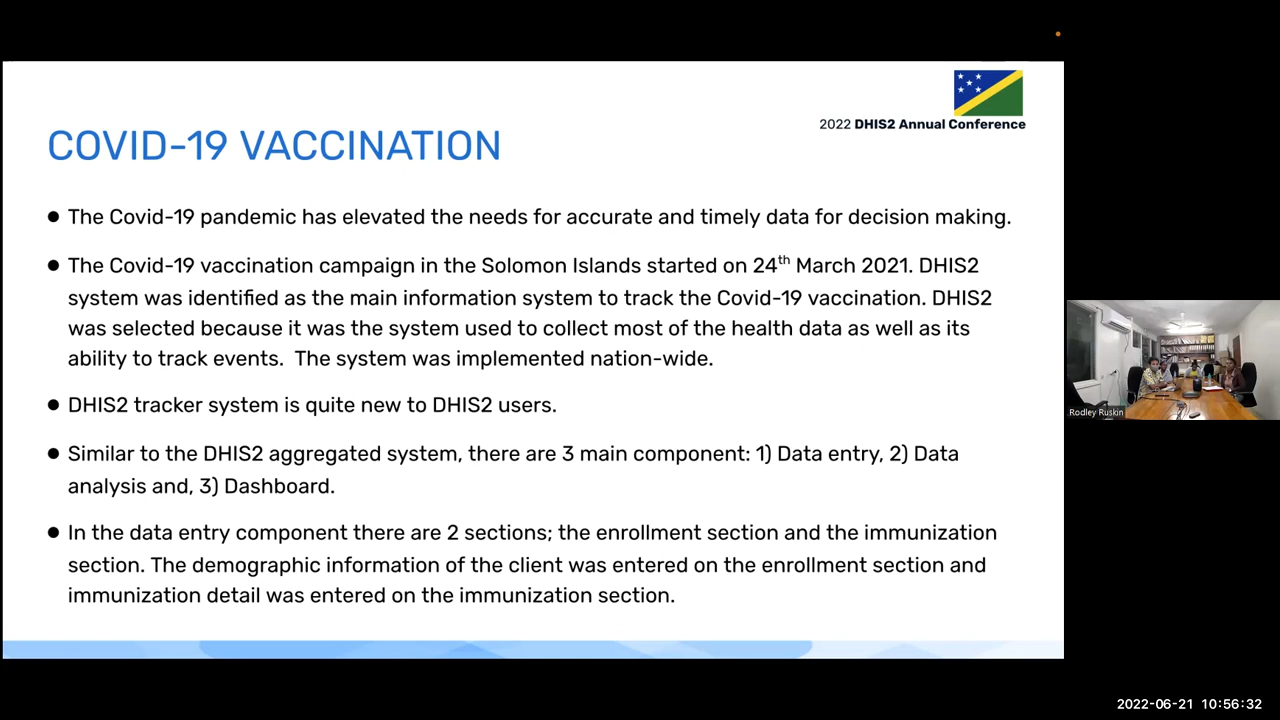 2022 DHIS2 Annual Conference
COVID-19 VACCINATION
● The Covid-19 pandemic has elevated the needs for accurate and timely data for decision making.
● The Covid-19 vaccination campaign in the Solomon Islands started on 24th March 2021. DHIS2
system was identified as the main information system to track the Covid-19 vaccination. DHIS2
was selected because it was the system used to collect most of the health data as well as its
ability to track events.  The system was implemented nation-wide.
● DHIS2 tracker system is quite new to DHIS2 users.
● Similar to the DHIS2 aggregated system, there are 3 main component: 1) Data entry, 2) Data
analysis and, 3) Dashboard.
● In the data entry component there are 2 sections; the enrollment section and the immunization
section. The demographic information of the client was entered on the enrollment section and
immunization detail was entered on the immunization section.
Rodley Ruskin
2022-06-21 10:56:32